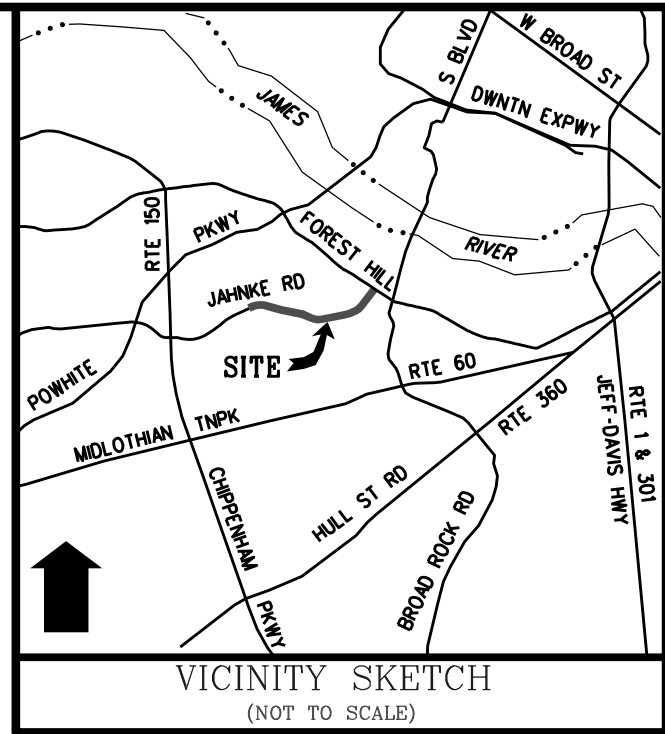 W BROAD ST
S BLVD
JAMES
DWNTN EXPWY
RTE 150
PKWY
FOREST HILL
RIVER
JAHNKE RD
SITE
RTE 60
POWHITE
RTE 360
MIDLOTHIAN TNPK
JEFF-DAVIS HWY
RTE 1 & 301
CHIPPENHAM PKWY
HULL ST RD
BROAD ROCK RD
VICINITY SKETCH
(NOT TO SCALE)